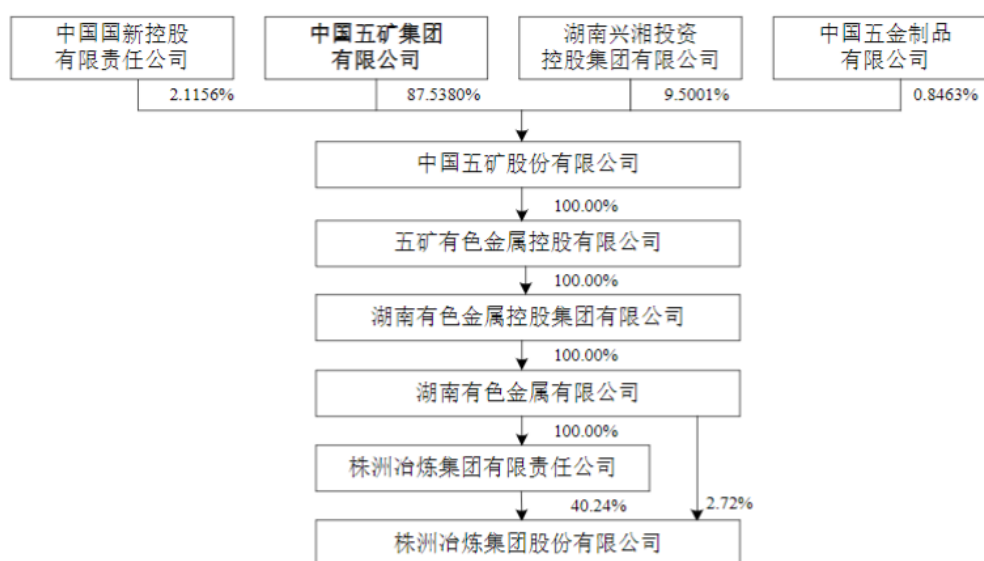 中国国新控股
有限责任公司
中国五矿集团
有限公司
湖南兴湘投资
控股集团有限公司
中国五金制品
有限公司
2.1156%
87.5380%
9.5001%
0.8463%
中国五矿股份有限公司
100.00%
五矿有色金属控股有限公司
100.00%
湖南有色金属控股集团有限公司
100.00%
湖南有色金属有限公司
100.00%
株洲冶炼集团有限责任公司
40.24%
2.72%
株洲冶炼集团股份有限公司